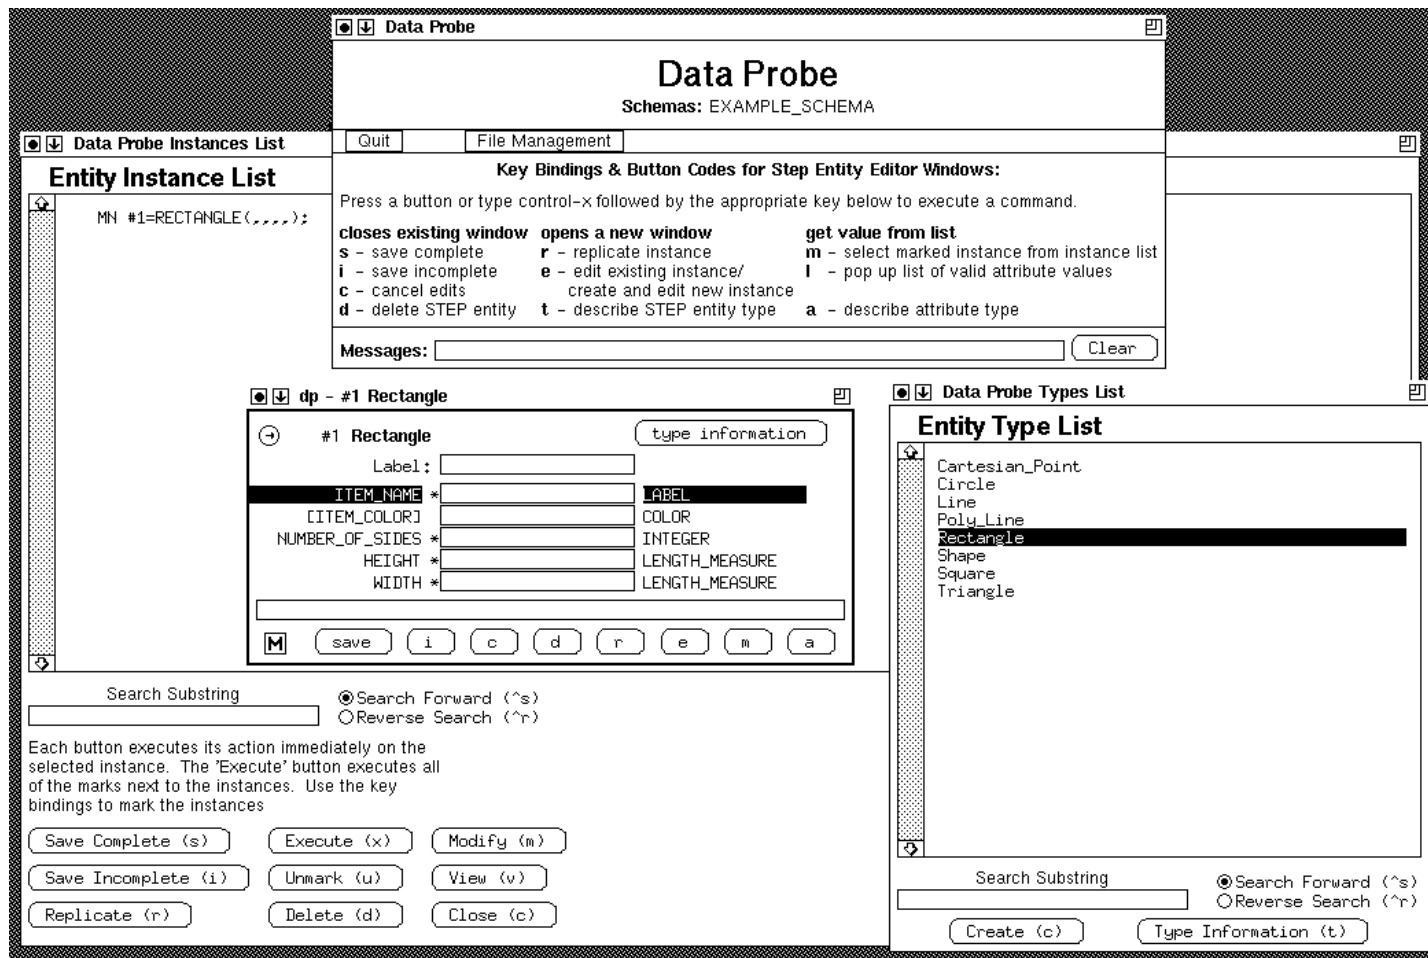 Data Probe
Data Probe
Schemas: EXAMPLE_SCHEMA
Quit File Management
Key Bindings & Button Codes for Step Entity Editor Windows:
Press a button or type control-x followed by the appropriate key below to execute a command.
closes existing window opens a new window get value from list
s - save complete r - replicate instance m - select marked instance from instance list
i - save incomplete e - edit existing instance/ l - pop up list of valid attribute values
c - cancel edits create and edit new instance
d - delete STEP entity t - describe STEP entity type a - describe attribute type
Messages: Clear
Data Probe Instances List
Entity Instance List
MN #1=RECTANGLE(,,,,);
dp - #1 Rectangle
#1 Rectangle type information
Label:
ITEM_NAME * LABEL
[ITEM_COLOR] COLOR
NUMBER_OF_SIDES * INTEGER
HEIGHT * LENGTH_MEASURE
WIDTH * LENGTH_MEASURE
M save i c d r e m a
Search Substring
Search Forward (^s)
Reverse Search (^r)
Each button executes its action immediately on the
selected instance. The 'Execute' button executes all
of the marks next to the instances. Use the key
bindings to mark the instances
Save Complete (s) Execute (x) Modify (m)
Save Incomplete (i) Unmark (u) View (v)
Replicate (r) Delete (d) Close (c)
Data Probe Types List
Entity Type List
Cartesian_Point
Circle
Line
Poly_Line
Rectangle
Shape
Square
Triangle
Search Substring
Search Forward (^s)
Reverse Search (^r)
Create (c) Type Information (t)